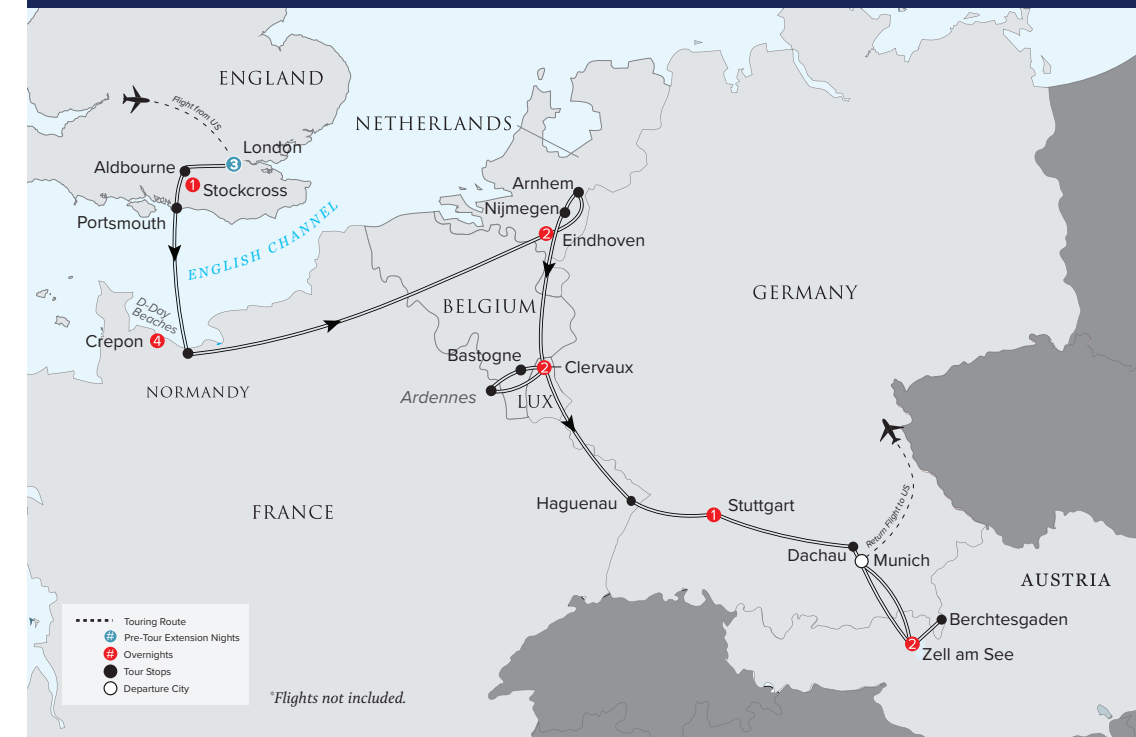 ENGLAND
Flight from US
NETHERLANDS
London
3
Aldbourne
1
Stockcross
Arnhem
Nijmegen
Portsmouth
2
Eindhoven
ENGLISH CHANNEL
D-Day
Beaches
BELGIUM
GERMANY
Crepon
4
Bastogne
2
Clervaux
NORMANDY
Ardennes
LUX
Haguenau
Stuttgart
1
FRANCE
Return Flight to US
Dachau
Munich
AUSTRIA
Berchtesgaden
2
Zell am See
Touring Route
# Pre-Tour Extension Nights
# Overnights
Tour Stops
Departure City
*Flights not included.